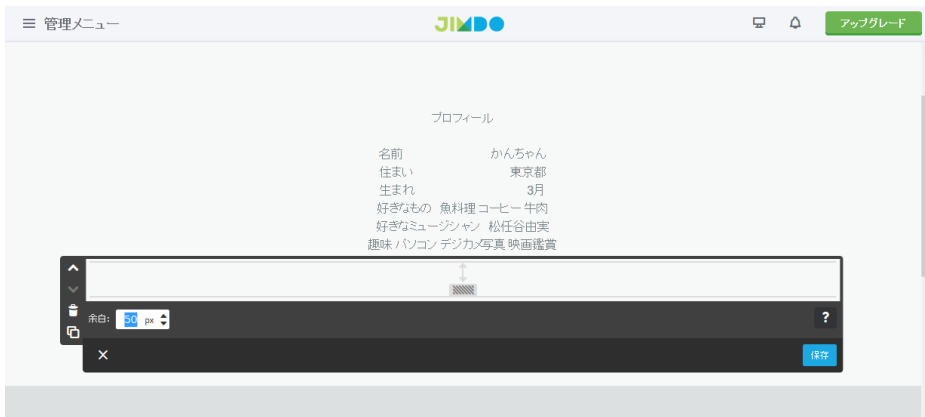 管理メニュー
JIMDO
アップグレード
プロフィール
名前 かんちゃん
住まい 東京都
生まれ 3月
好きなもの 魚料理 コーヒー 牛肉
好きなミュージシャン 松任谷由実
趣味 パソコン デジカメ写真 映画鑑賞
余白: 50 px
?
保存